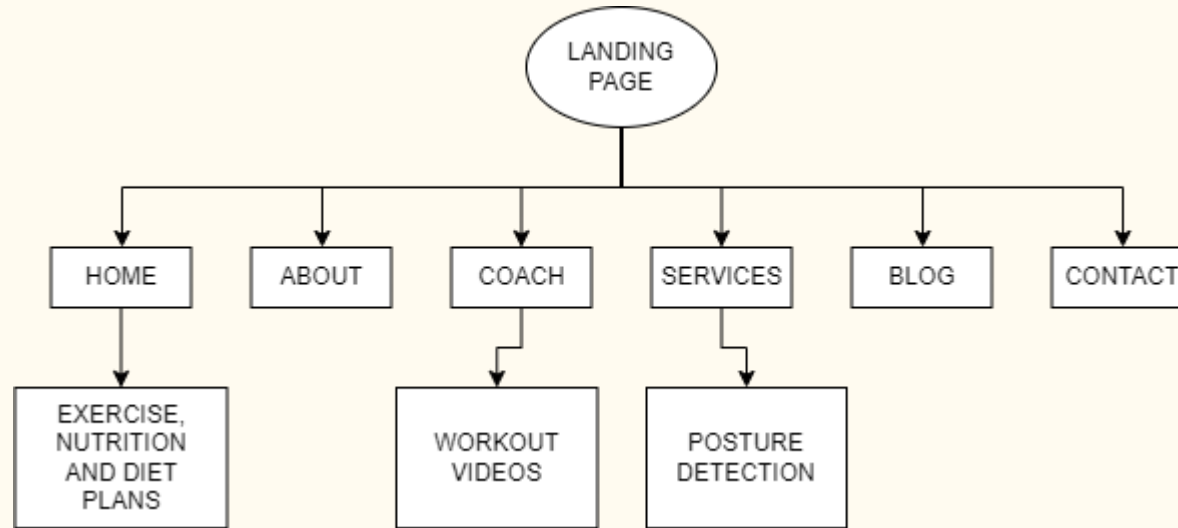 LANDING
PAGE
HOME
ABOUT
COACH
SERVICES
BLOG
CONTACT
EXERCISE,
NUTRITION
AND DIET
PLANS
WORKOUT
VIDEOS
POSTURE
DETECTION